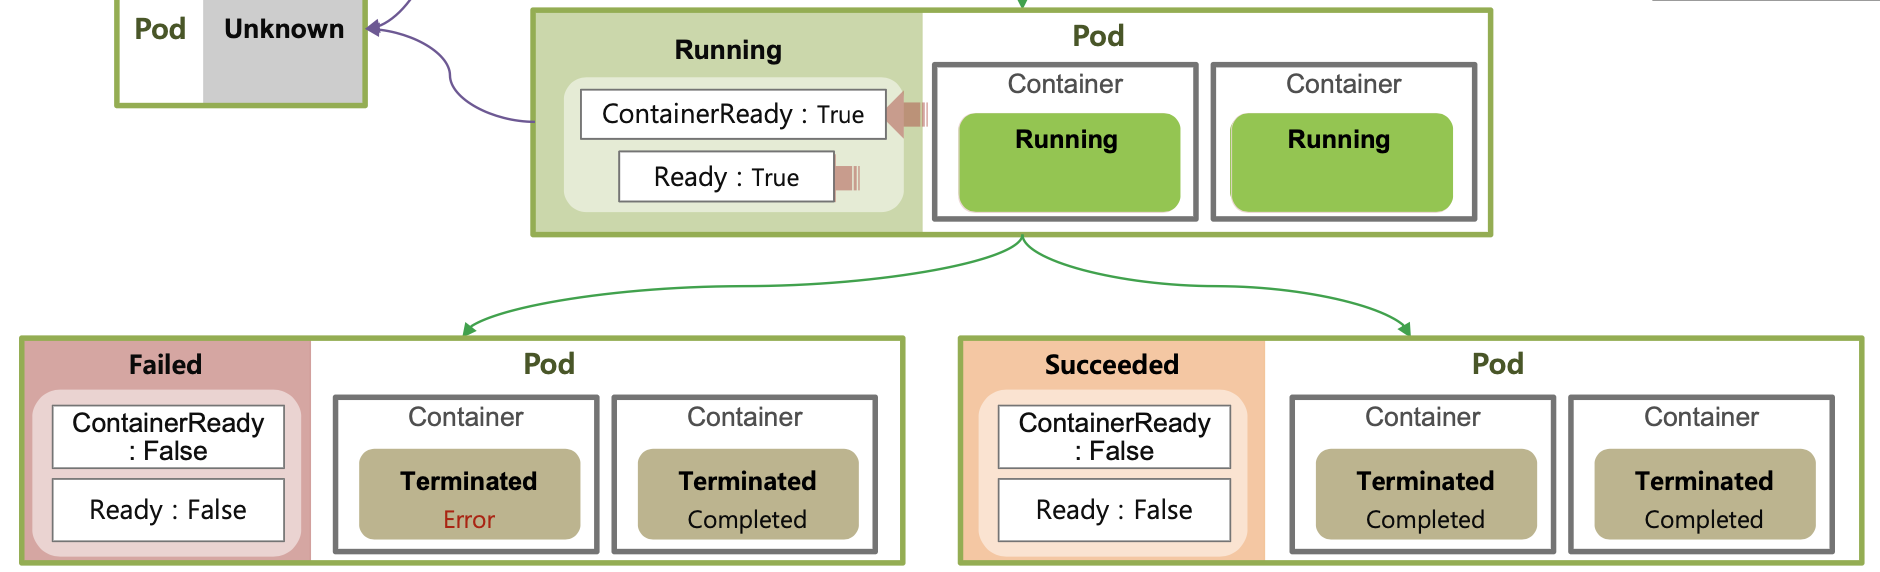 Pod
Unknown
Running
ContainerReady : True
Ready : True
Pod
Container
Running
Container
Running
Failed
ContainerReady
: False
Ready : False
Pod
Container
Terminated
Error
Container
Terminated
Completed
Succeeded
ContainerReady
: False
Ready : False
Pod
Container
Terminated
Completed
Container
Terminated
Completed